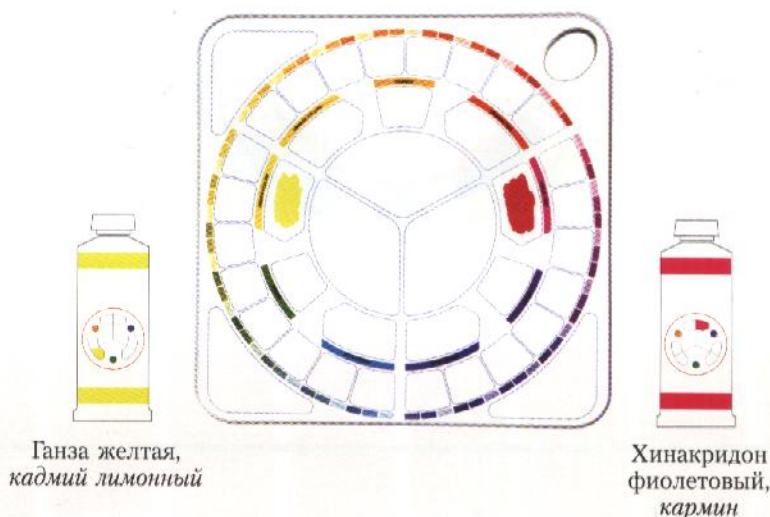 Ганза желтая,
кадмий лимонный
Хинакридон
фиолетовый,
кармин